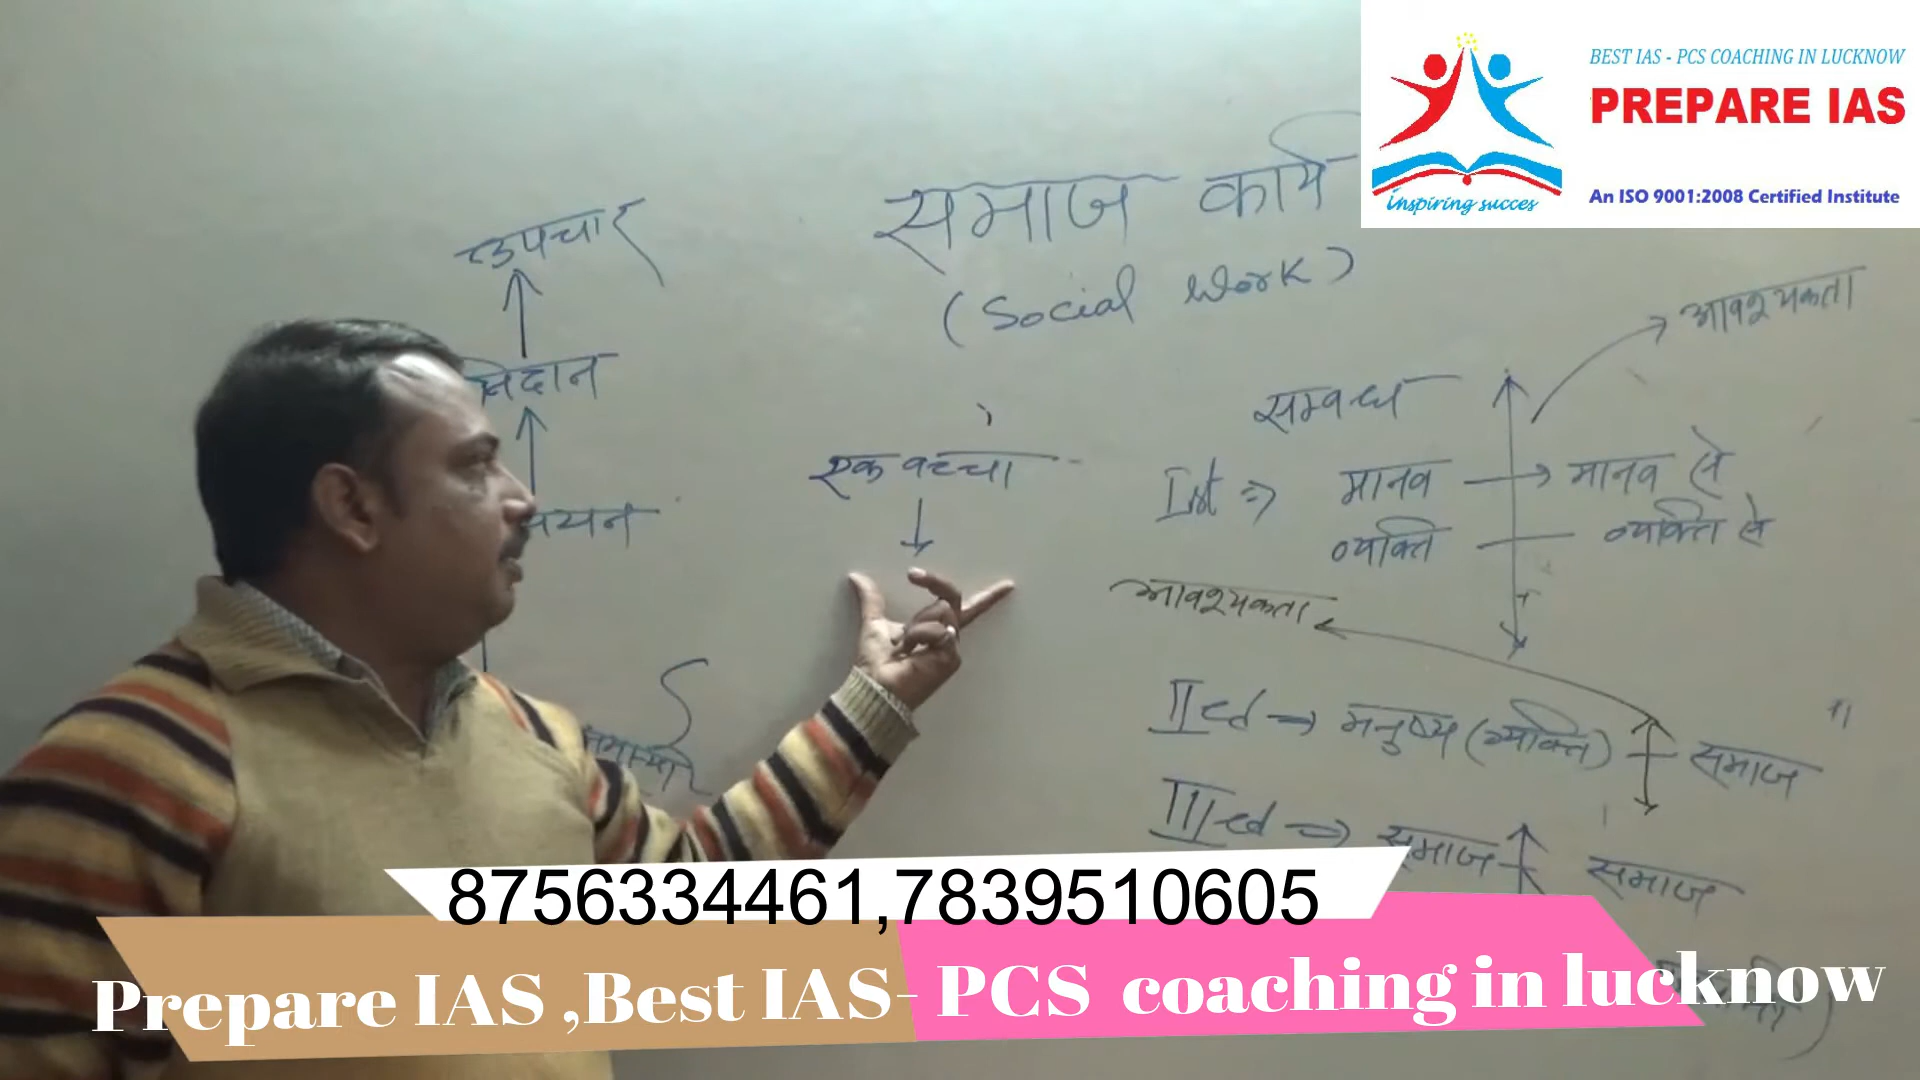 BEST IAS - PCS COACHING IN LUCKNOW
PREPARE IAS
inspiring succes
An ISO 9001:2008 Certified Institute
समाज कार्य
(Social Work)
उपचार
निदान
एक बच्चा
आवश्यकता
सम्बन्ध
Ist ⇒ मानव → मानव से
व्यक्ति — व्यक्ति से
आवश्यकता
IIed ⇒ मनुष्य (व्यक्ति) समाज
IIIed ⇒ समाज समाज
8756334461,7839510605
Prepare IAS ,Best IAS- PCS coaching in lucknow